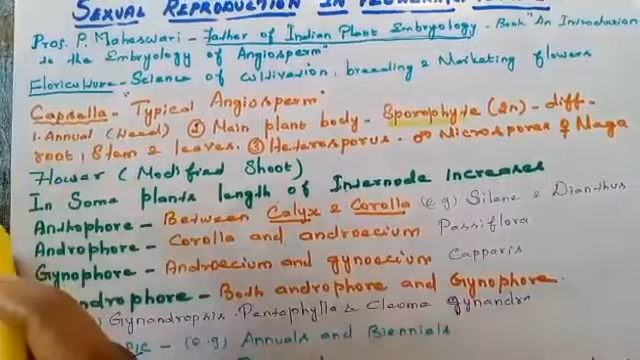 SEXUAL REPRODUCTION IN
Prof. P. Maheswari - Father of Indian Plant Embryology. Book "An Introduction
to the Embryology of Angiosperm"
Floriculture - Science of cultivation, breeding & Marketing flowers
Capsella - "Typical Angiosperm"
1. Annual (Weed) ② Main plant body - Sporophyte (2n) - diff.
root, Stem & leaves. ③ Heterosporus. ♂ Microspores ♀ Mega
Flower (Modified Shoot)
In Some plants length of Internode increases
Anthophore - Between Calyx & Corolla (e.g) Silene & Dianthus
Androphore - Corolla and androecium Passiflora
Gynophore - Androecium and gynoecium Capparis
ndrophore - Both androphore and Gynophore.
) Gynandropsis. Pentaphylla & Cleome gynandra
- (e.g) Annuals and Biennials